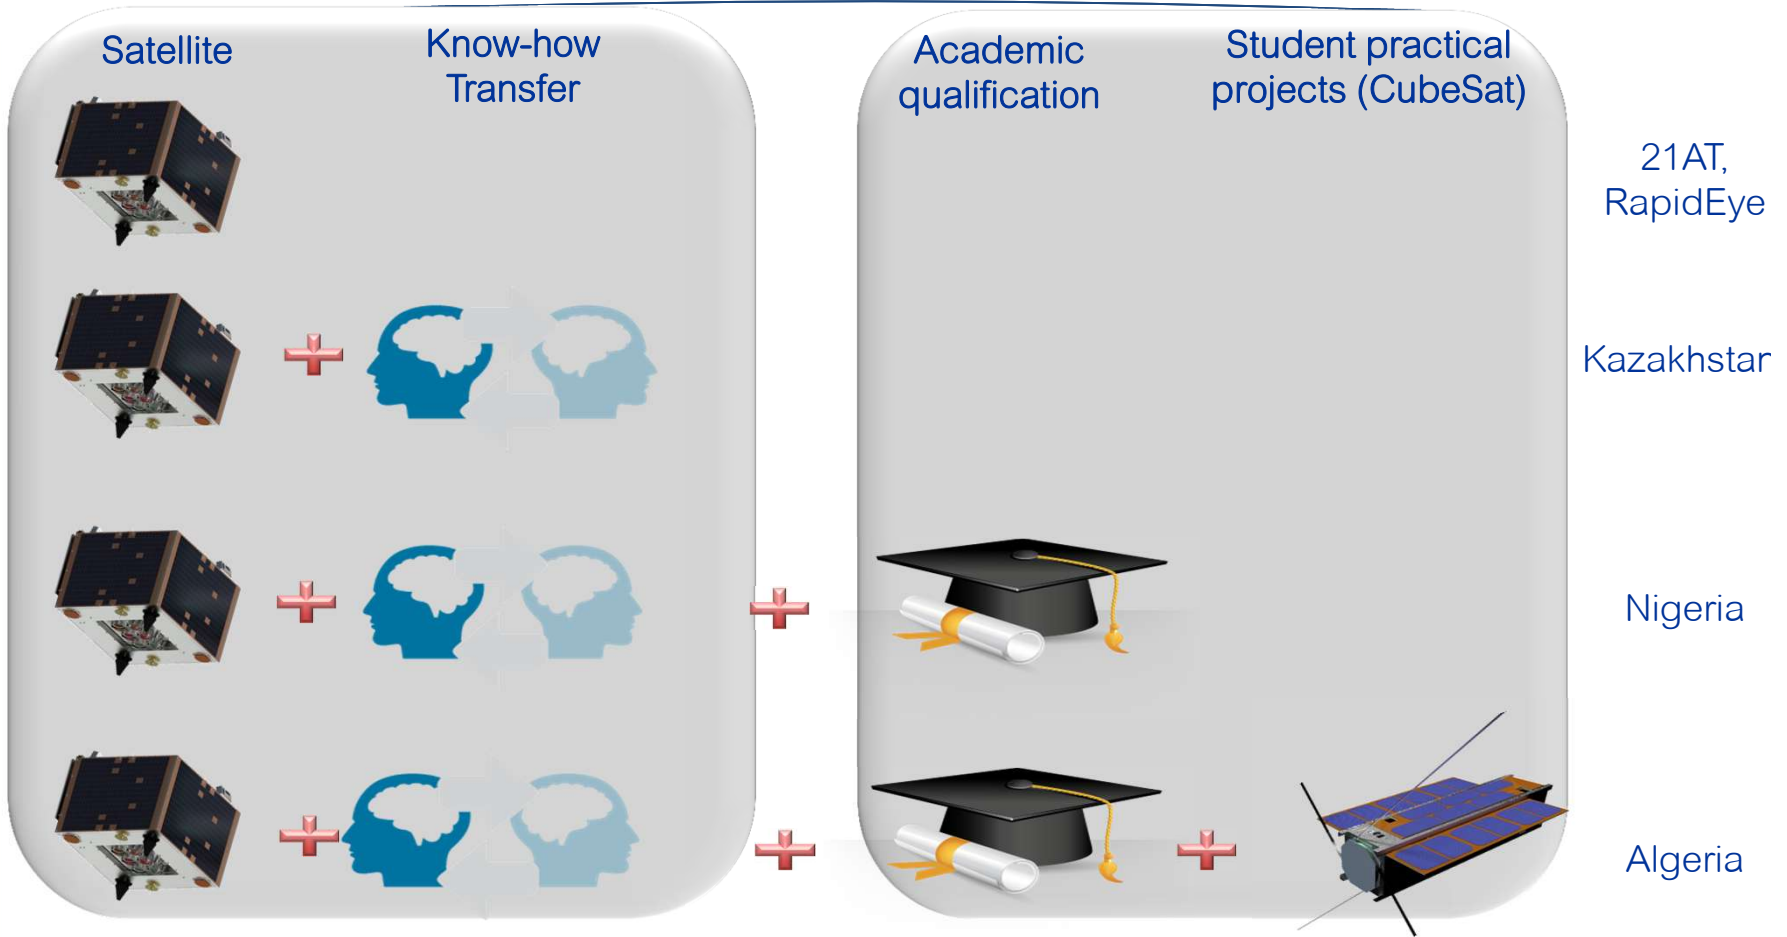 Satellite
Know-how
Transfer
Academic
qualification
Student practical
projects (CubeSat)
21AT,
RapidEye
Kazakhstan
Nigeria
Algeria